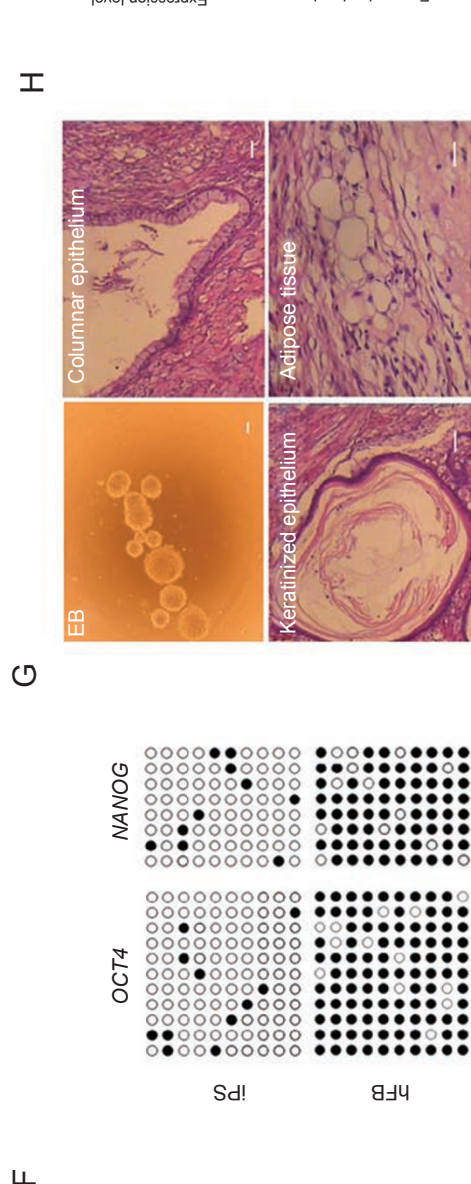 Expression level
H
Columnar epithelium
Adipose tissue
EB
Keratinized epithelium
G
NANOG
OCT4
iPS
hFB
F